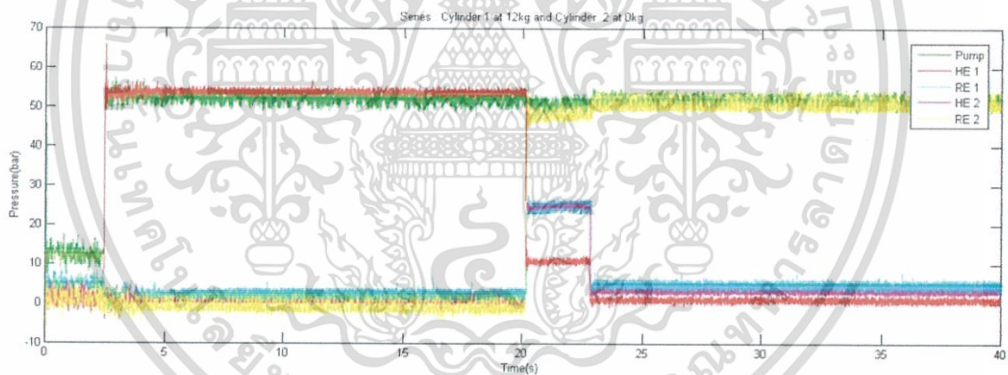 Series : Cylinder 1 at 12kg and Cylinder 2 at 0kg
70
60
50
40
30
20
10
0
-10
Pressure(bar)
0
5
10
15
20
25
30
35
40
Time(s)
Pump
HE 1
RE 1
HE 2
RE 2